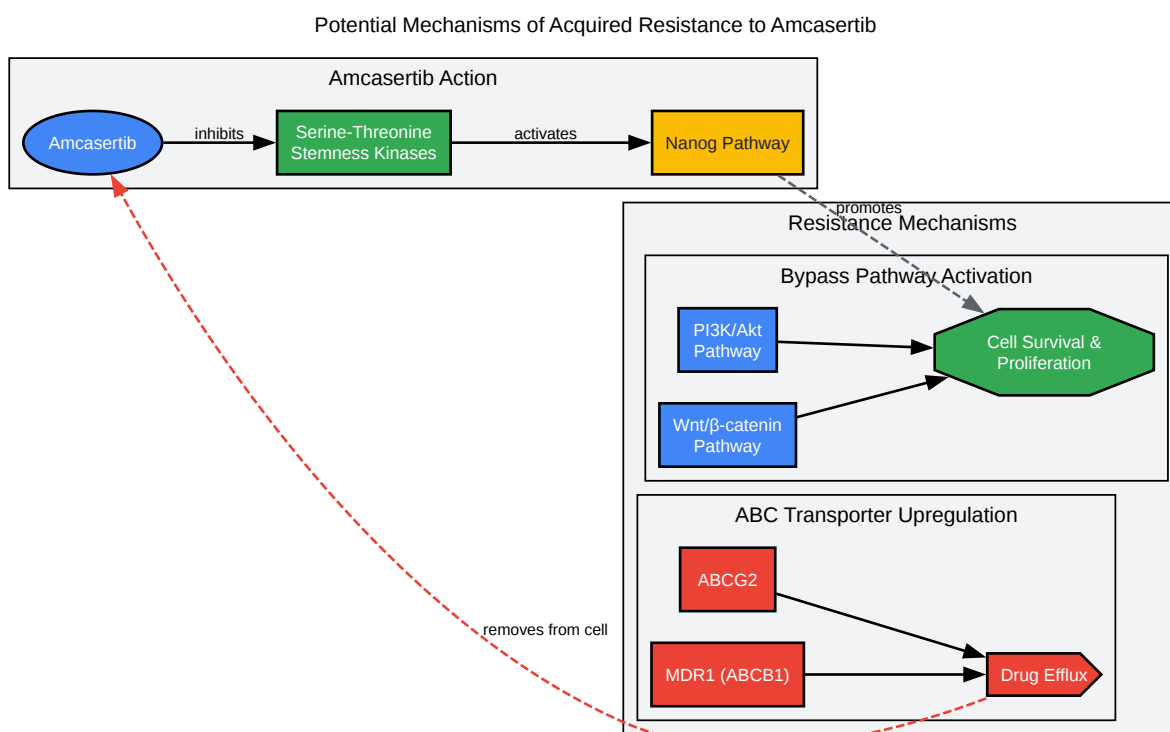 Potential Mechanisms of Acquired Resistance to Amcasertib
Amcasertib Action
Amcasertib
inhibits
Serine-Threonine
Stemness Kinases
activates
Nanog Pathway
promotes
Resistance Mechanisms
Bypass Pathway Activation
PI3K/Akt
Pathway
Cell Survival &
Proliferation
Wnt/β-catenin
Pathway
ABC Transporter Upregulation
ABCG2
removes from cell
MDR1 (ABCB1)
Drug Efflux